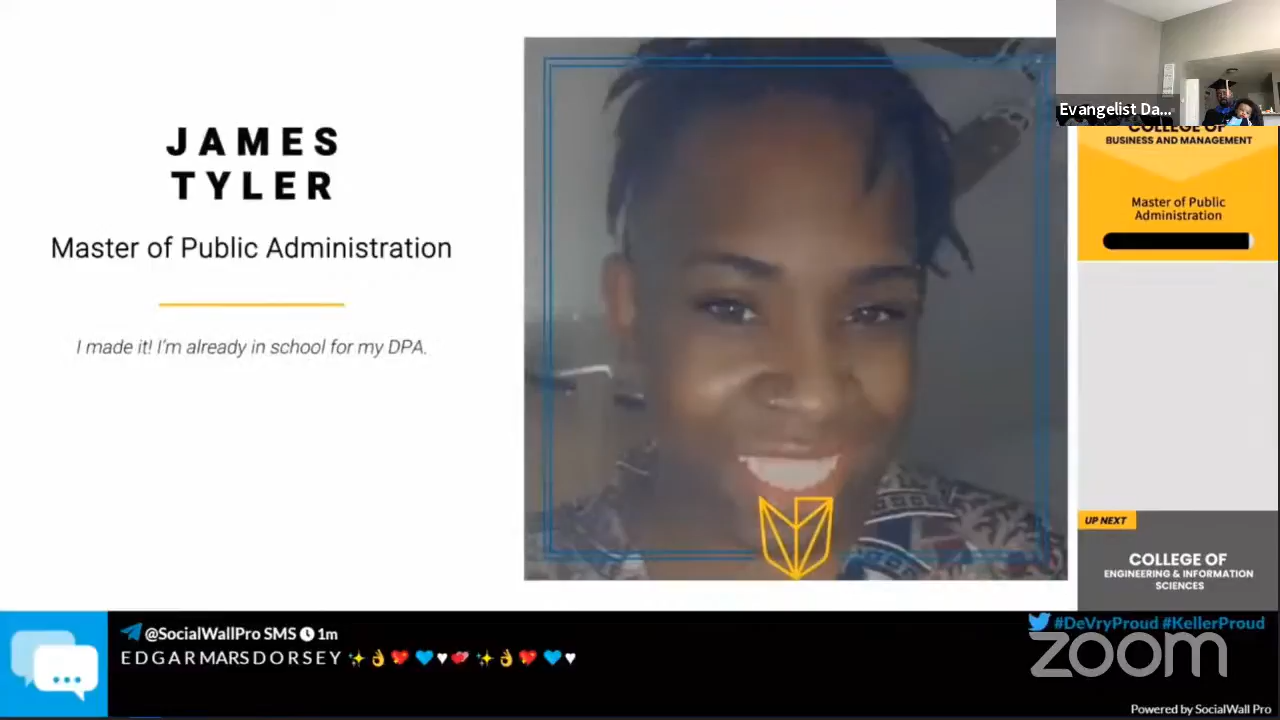 JAMES
TYLER
Master of Public Administration
I made it! I'm already in school for my DPA.
Evangelist Da...
COLLEGE OF
BUSINESS AND MANAGEMENT
Master of Public
Administration
UP NEXT
COLLEGE OF
ENGINEERING & INFORMATION
SCIENCES
@SocialWallPro SMS 1m
E D G A R MARS D O R S E Y ✨👌💖💙♥💕✨👌💖💙♥
#DeVryProud #KellerProud
zoom
Powered by SocialWall Pro